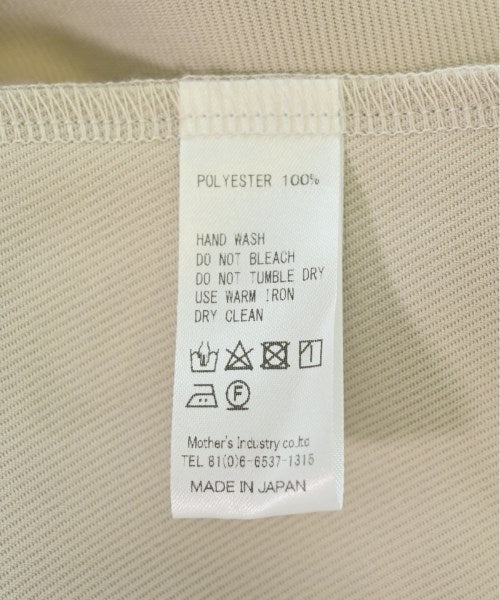 POLYESTER 100%
HAND WASH
DO NOT BLEACH
DO NOT TUMBLE DRY
USE WARM IRON
DRY CLEAN
F
Mother's Industry co.ltd
TEL 81(0)6-6537-1315
MADE IN JAPAN